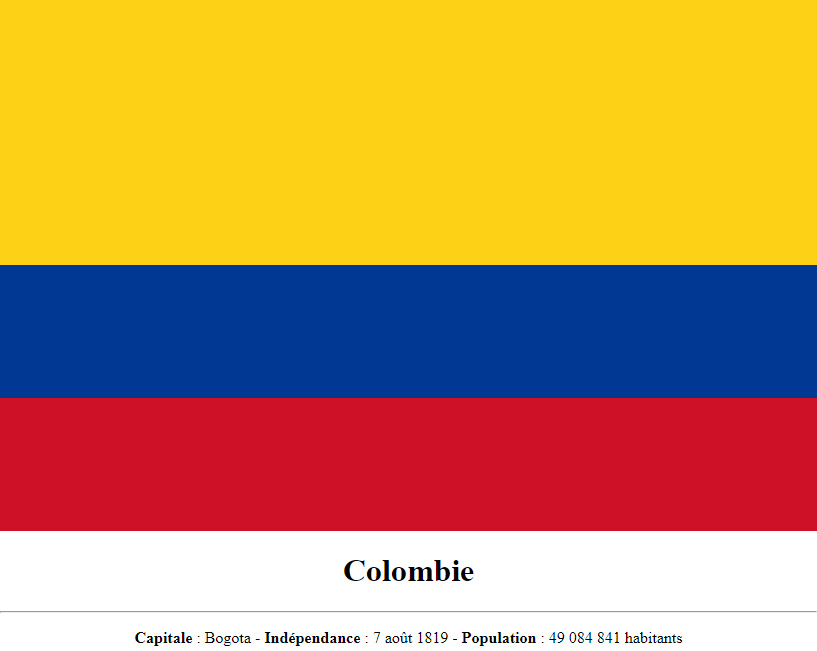 Colombie
Capitale : Bogota - Indépendance : 7 août 1819 - Population : 49 084 841 habitants